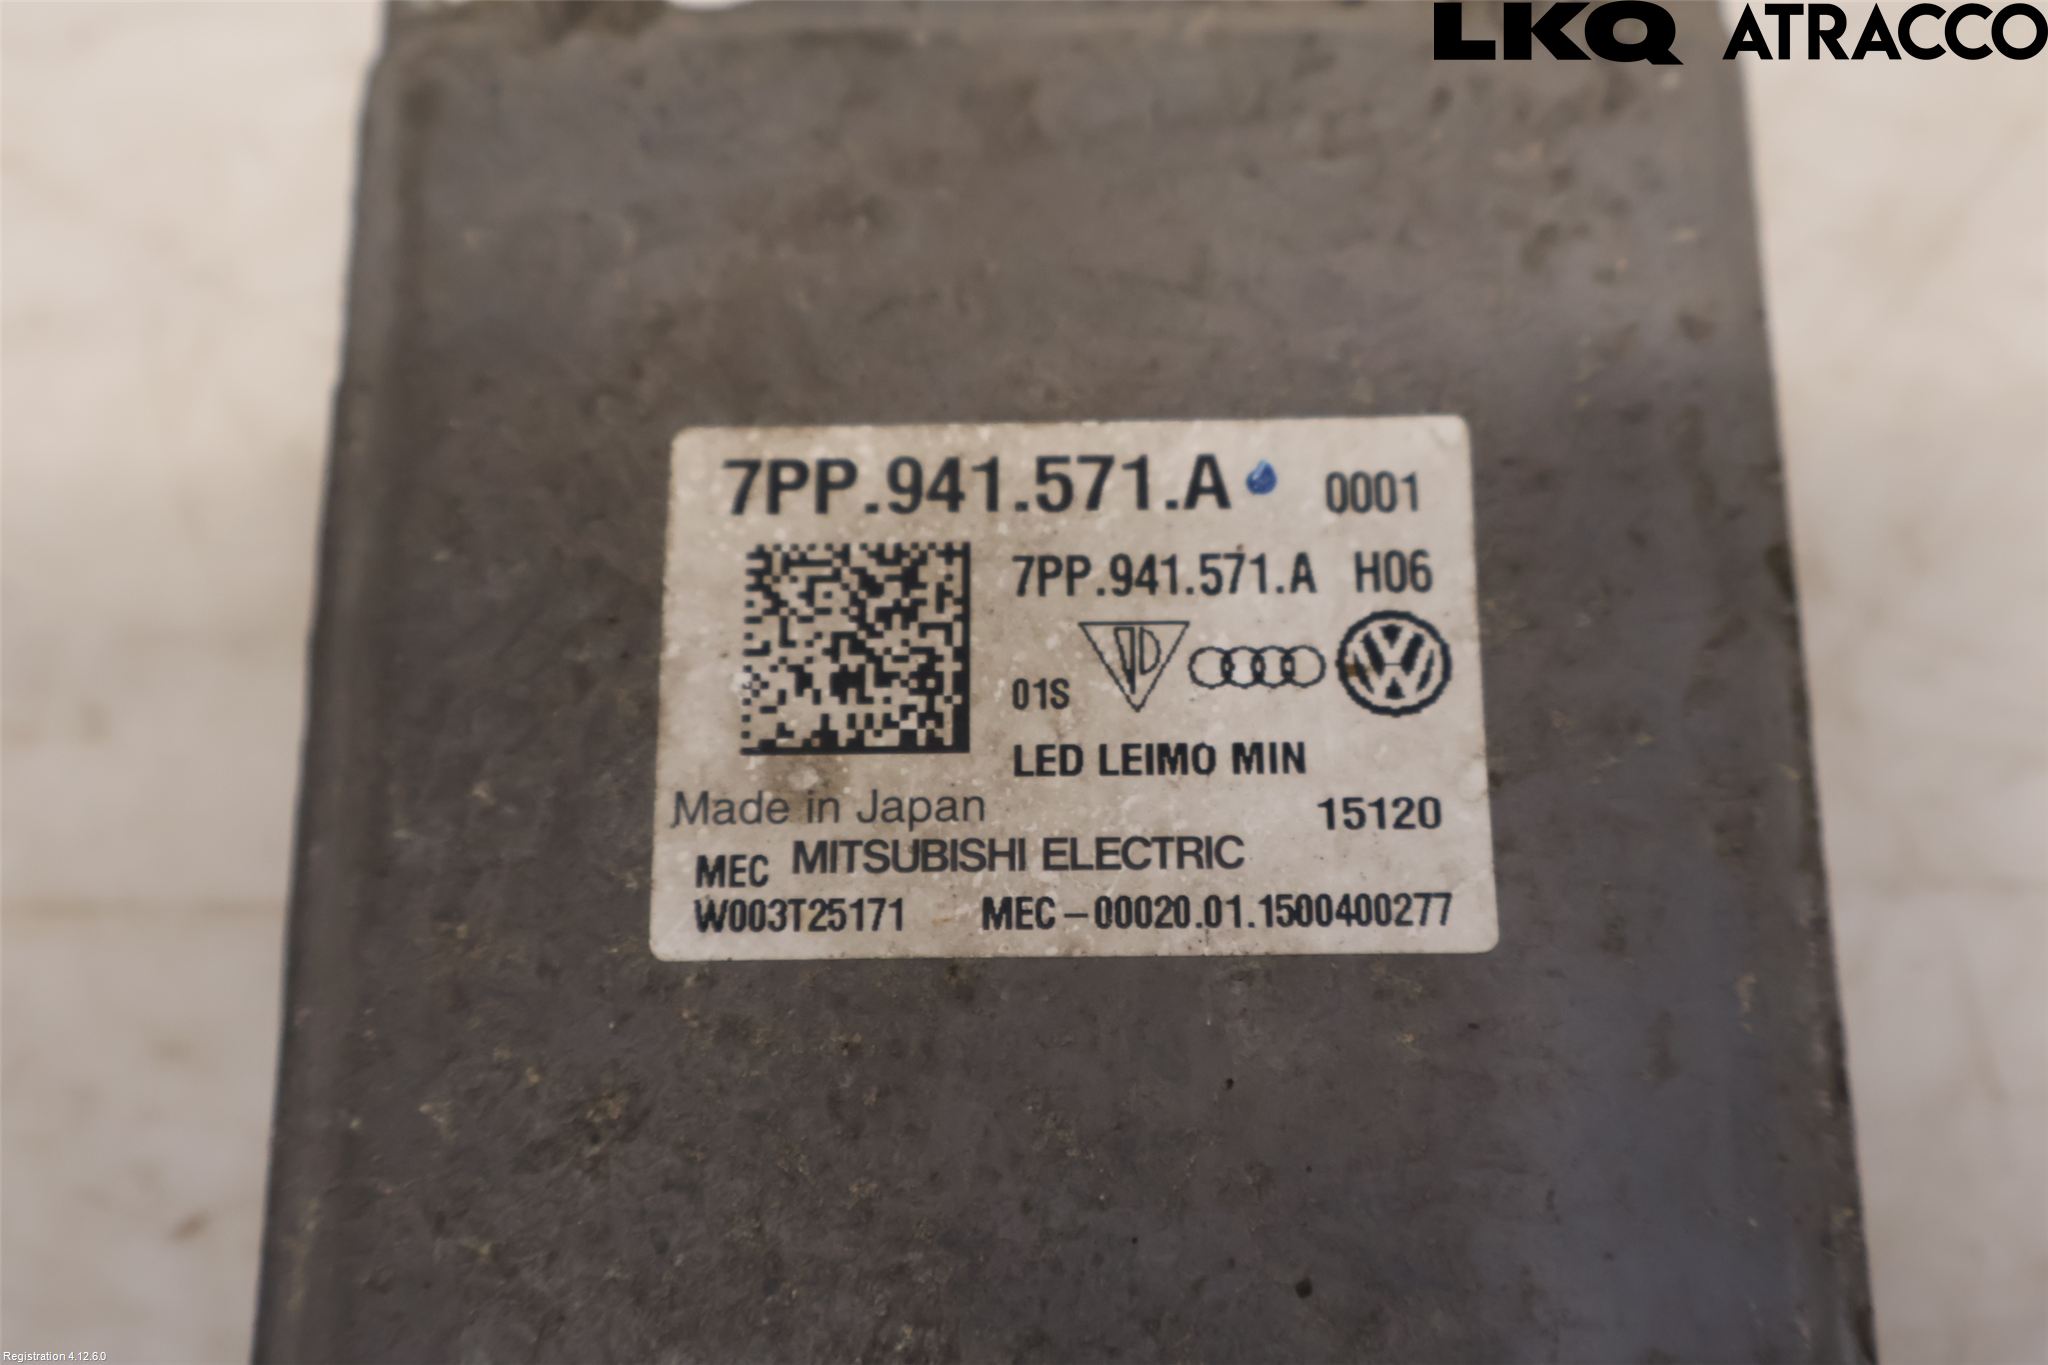 LKQ ATRACCO
7PP.941.571.A 0001
7PP.941.571.A H06
01S
LED LEIMO MIN
Made in Japan 15120
MEC MITSUBISHI ELECTRIC
W003T25171 MEC-00020.01.1500400277
Registration 4.12.6.0